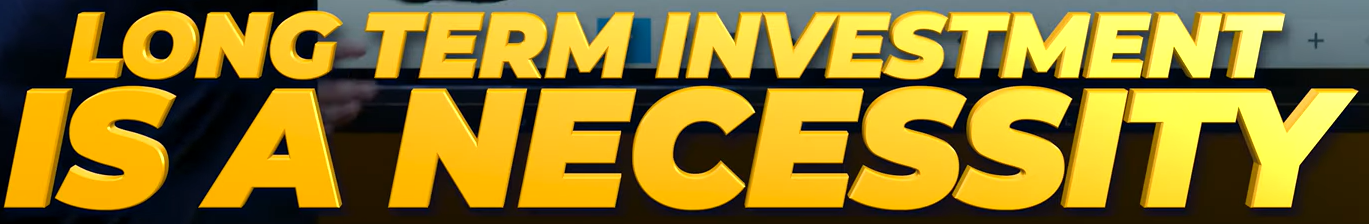 LONG TERM INVESTMENT
IS A NECESSITY